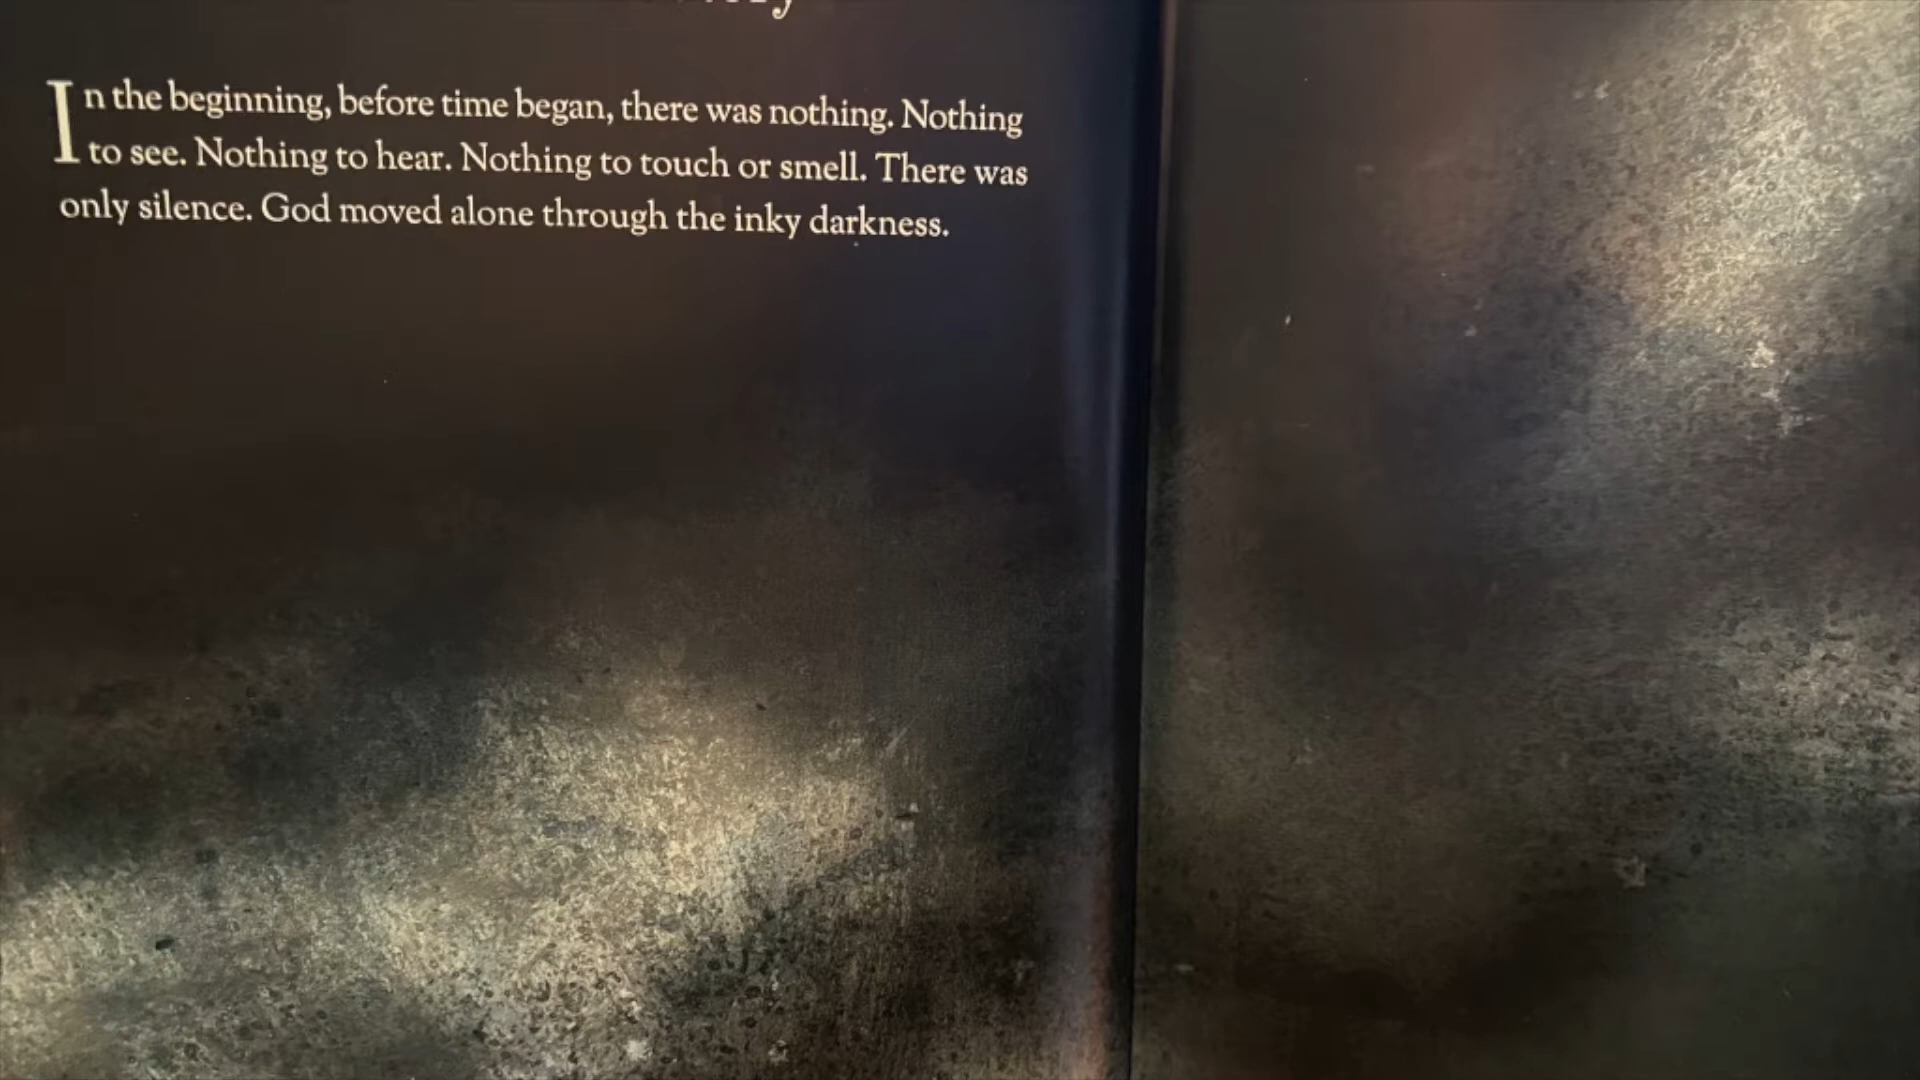 In the beginning, before time began, there was nothing. Nothing
to see. Nothing to hear. Nothing to touch or smell. There was
only silence. God moved alone through the inky darkness.